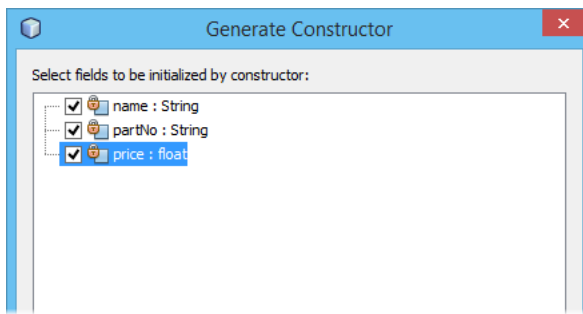 Generate Constructor
Select fields to be initialized by constructor:
name : String
partNo : String
price : float